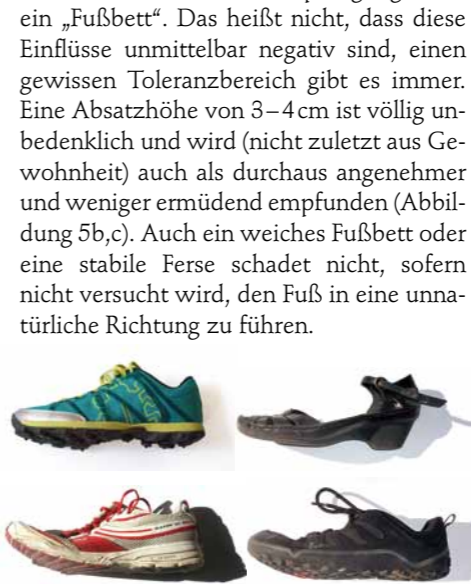 ein „Fußbett“. Das heißt nicht, dass diese
Einflüsse unmittelbar negativ sind, einen
gewissen Toleranzbereich gibt es immer.
Eine Absatzhöhe von 3–4 cm ist völlig un-
bedenklich und wird (nicht zuletzt aus Ge-
wohnheit) auch als durchaus angenehmer
und weniger ermüdend empfunden (Abbil-
dung 5b,c). Auch ein weiches Fußbett oder
eine stabile Ferse schadet nicht, sofern
nicht versucht wird, den Fuß in eine unna-
türliche Richtung zu führen.